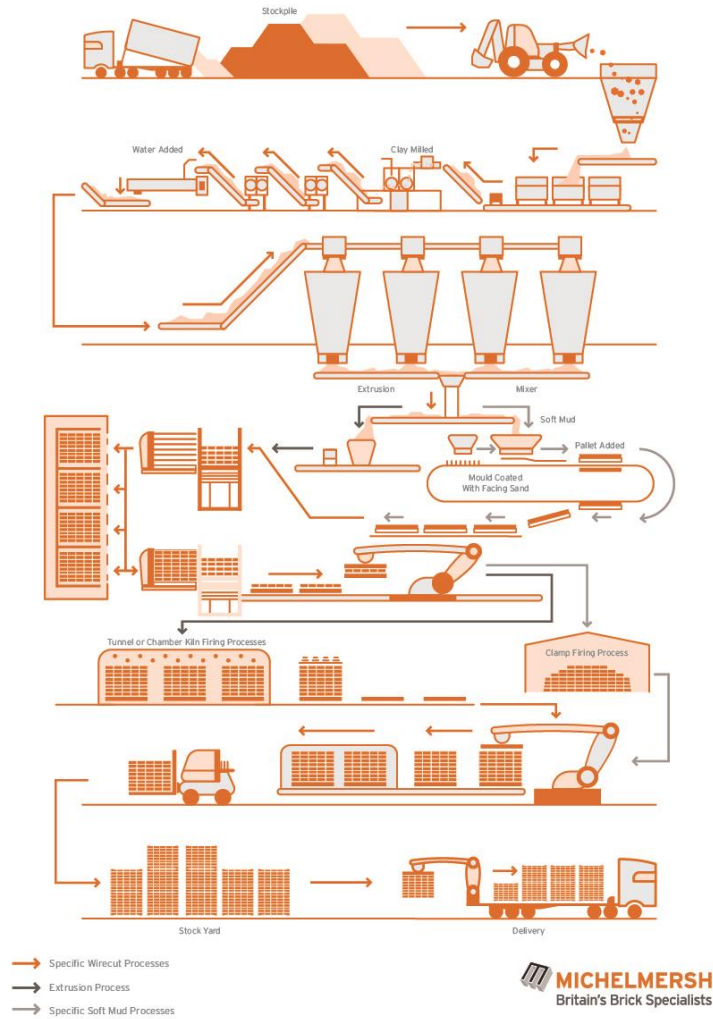 Stockpile
Water Added
Clay Milled
Extrusion
Mixer
Soft Mud
Pallet Added
Mould Coated
With Facing Sand
Tunnel or Chamber Kiln Firing Processes
Clamp Firing Process
Stock Yard
Delivery
Specific Wirecut Processes
Extrusion Process
Specific Soft Mud Processes
MICHELMERSH
Britain's Brick Specialists